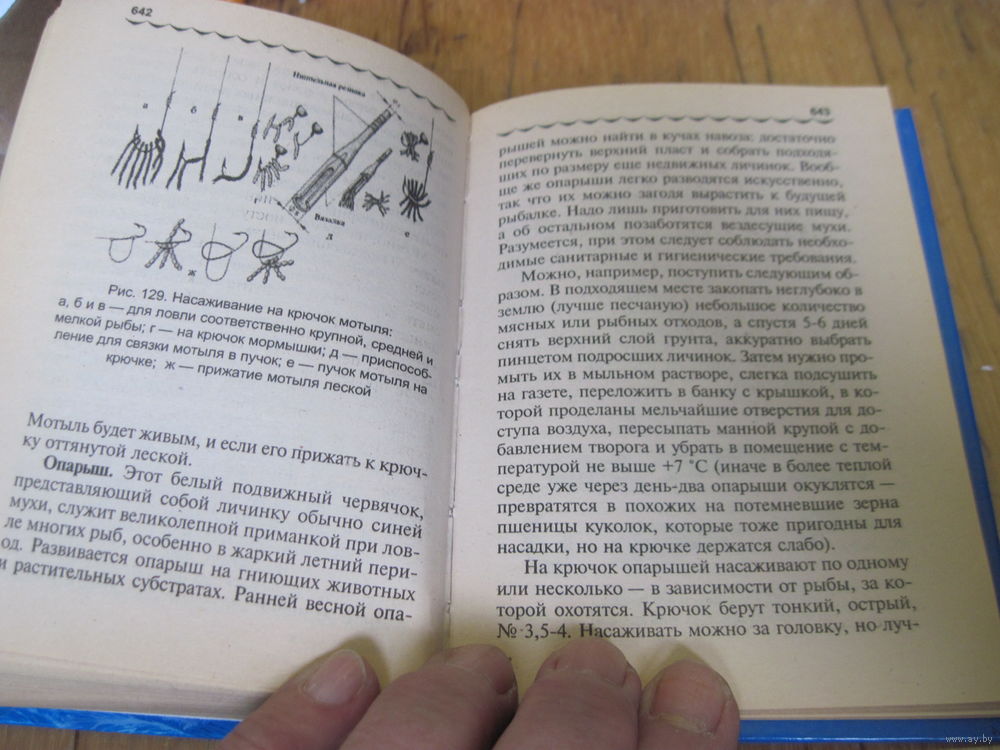 642
Ниппельная резинка
а
б
в
г
Вязалка
д
е
ж
Рис. 129. Насаживание на крючок мотыля:
а, б и в — для ловли соответственно крупной, средней и
мелкой рыбы; г — на крючок мормышки; д — приспособ-
ление для связки мотыля в пучок; е — пучок мотыля на
крючке; ж — прижатие мотыля леской
Мотыль будет живым, и если его прижать к крюч-
ку оттянутой леской.
Опарыш. Этот белый подвижный червячок,
представляющий собой личинку обычно синей
мухи, служит великолепной приманкой при лов-
ле многих рыб, особенно в жаркий летний пери-
од. Развивается опарыш на гниющих животных
и растительных субстратах. Ранней весной опа-
643
рышей можно найти в кучах навоза: достаточно
перевернуть верхний пласт и собрать подходя-
щих по размеру еще недвижных личинок. Вооб-
ще же опарыши легко разводятся искусственно,
так что их можно загодя вырастить к будущей
рыбалке. Надо лишь приготовить для них пищу,
а об остальном позаботятся вездесущие мухи.
Разумеется, при этом следует соблюдать необхо-
димые санитарные и гигиенические требования.
Можно, например, поступить следующим об-
разом. В подходящем месте закопать неглубоко в
землю (лучше песчаную) небольшое количество
мясных или рыбных отходов, а спустя 5-6 дней
снять верхний слой грунта, аккуратно выбрать
пинцетом подросших личинок. Затем нужно про-
мыть их в мыльном растворе, слегка подсушить
на газете, переложить в банку с крышкой, в ко-
торой проделаны мельчайшие отверстия для до-
ступа воздуха, пересыпать манной крупой с до-
бавлением творога и убрать в помещение с тем-
пературой не выше +7 °С (иначе в более теплой
среде уже через день-два опарыши окуклятся —
превратятся в похожих на потемневшие зерна
пшеницы куколок, которые тоже пригодны для
насадки, но на крючке держатся слабо).
На крючок опарышей насаживают по одному
или несколько — в зависимости от рыбы, за ко-
торой охотятся. Крючок берут тонкий, острый,
№ 3,5-4. Насаживать можно за головку, но луч-
www.ay.by